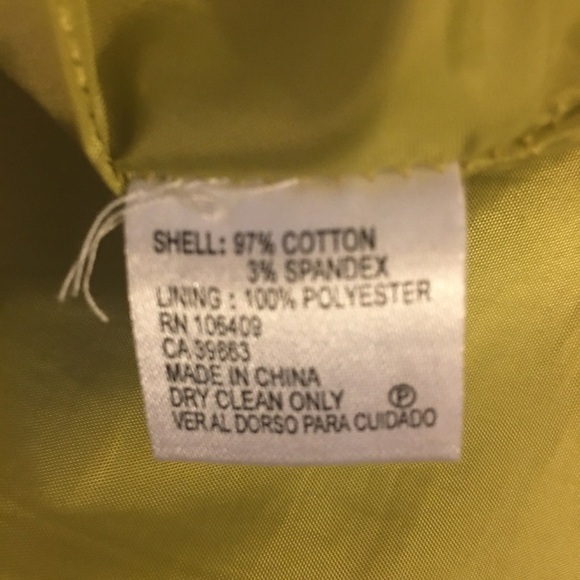 SHELL: 97% COTTON
3% SPANDEX
LINING : 100% POLYESTER
RN 106409
CA 39863
MADE IN CHINA
DRY CLEAN ONLY Ⓟ
VER AL DORSO PARA CUIDADO